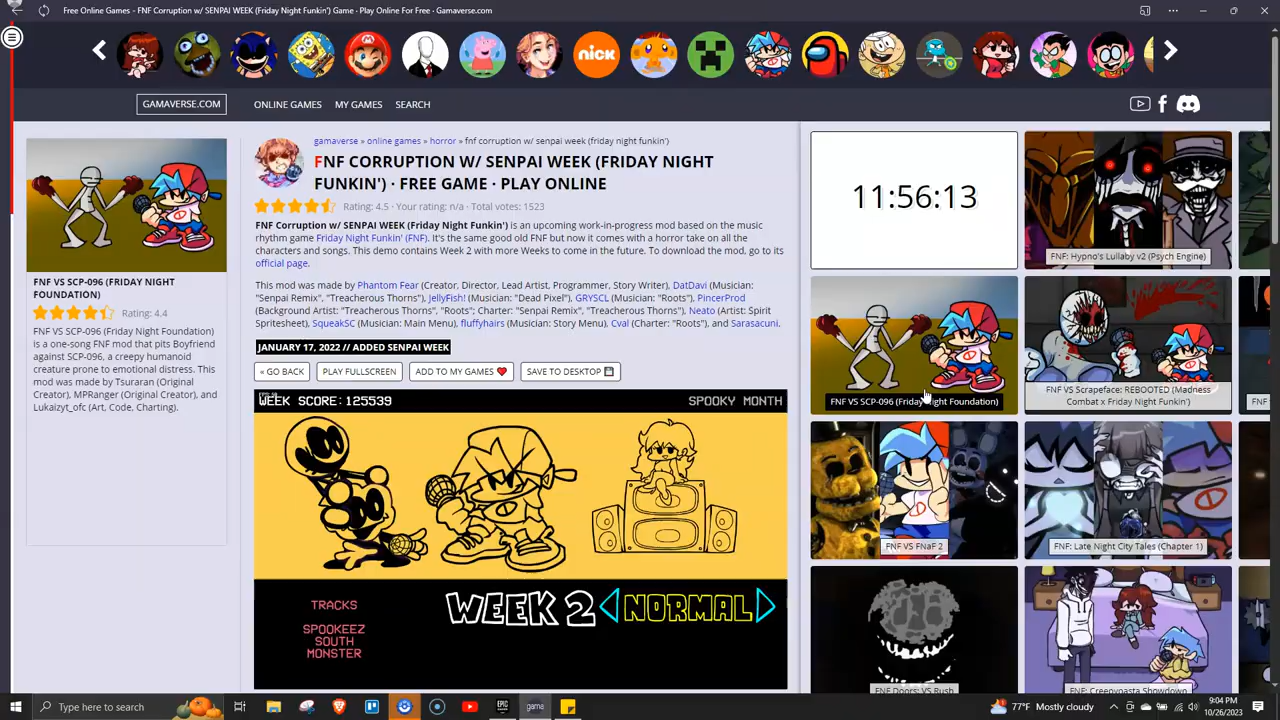 Free Online Games - FNF Corruption w/ SENPAI WEEK (Friday Night Funkin') Game - Play Online For Free - Gamaverse.com
nick
GAMAVERSE.COM
ONLINE GAMES
MY GAMES
SEARCH
FNF VS SCP-096 (FRIDAY NIGHT
FOUNDATION)
Rating: 4.4
FNF VS SCP-096 (Friday Night
Foundation) is a one-song FNF
mod that pits Boyfriend
against SCP-096, a creepy humanoid
creature prone to emotional distress. This
mod was made by Tsuraran (Original
Creator), MPRanger (Original Creator), and
Lukaizyt_ofc (Art, Code, Charting).
gamaverse » online games » horror » fnf corruption w/ senpai week (friday night funkin')
FNF CORRUPTION W/ SENPAI WEEK (FRIDAY NIGHT
FUNKIN') · FREE GAME · PLAY ONLINE
Rating: 4.5 · Your rating: n/a · Total votes: 1523
FNF Corruption w/ SENPAI WEEK (Friday Night Funkin') is an upcoming work-in-progress mod based on the music
rhythm game Friday Night Funkin' (FNF). It's the same good old FNF but now it comes with a horror take on all the
characters and songs. This demo contains Week 2 with more Weeks to come in the future. To download the mod, go to its
official page.
This mod was made by Phantom Fear (Creator, Director, Lead Artist, Programmer, Story Writer), DatDavi (Musician:
"Senpai Remix", "Treacherous Thorns"), JellyFish! (Musician: "Dead Pixel"), GRYSCL (Musician: "Roots"), PincerProd
(Background Artist: "Treacherous Thorns", "Roots"; Charter: "Senpai Remix", "Treacherous Thorns"), Neato (Artist: Spirit
Spritesheet), SqueakSC (Musician: Main Menu), fluffyhairs (Musician: Story Menu), Cval (Charter: "Roots"), and Sarasacuni.
JANUARY 17, 2022 // ADDED SENPAI WEEK
« GO BACK
PLAY FULLSCREEN
ADD TO MY GAMES
SAVE TO DESKTOP
WEEK SCORE:125539
SPOOKY MONTH
TRACKS
SPOOKEEZ
SOUTH
MONSTER
WEEK 2
NORMAL
11:56:13
FNF: Hypno's Lullaby v2 (Psych Engine)
FNF VS SCP-096 (Friday Night Foundation)
FNF VS Scrapeface: REBOOTED (Madness
Combat x Friday Night Funkin')
FNF
FNF VS FNaF 2
FNF: Late Night City Tales (Chapter 1)
FNF Doors: VS Rush
FNF: Creepypasta Showdown
Type here to search
EPIC
gama
77°F Mostly cloudy
9:04 PM
10/26/2023